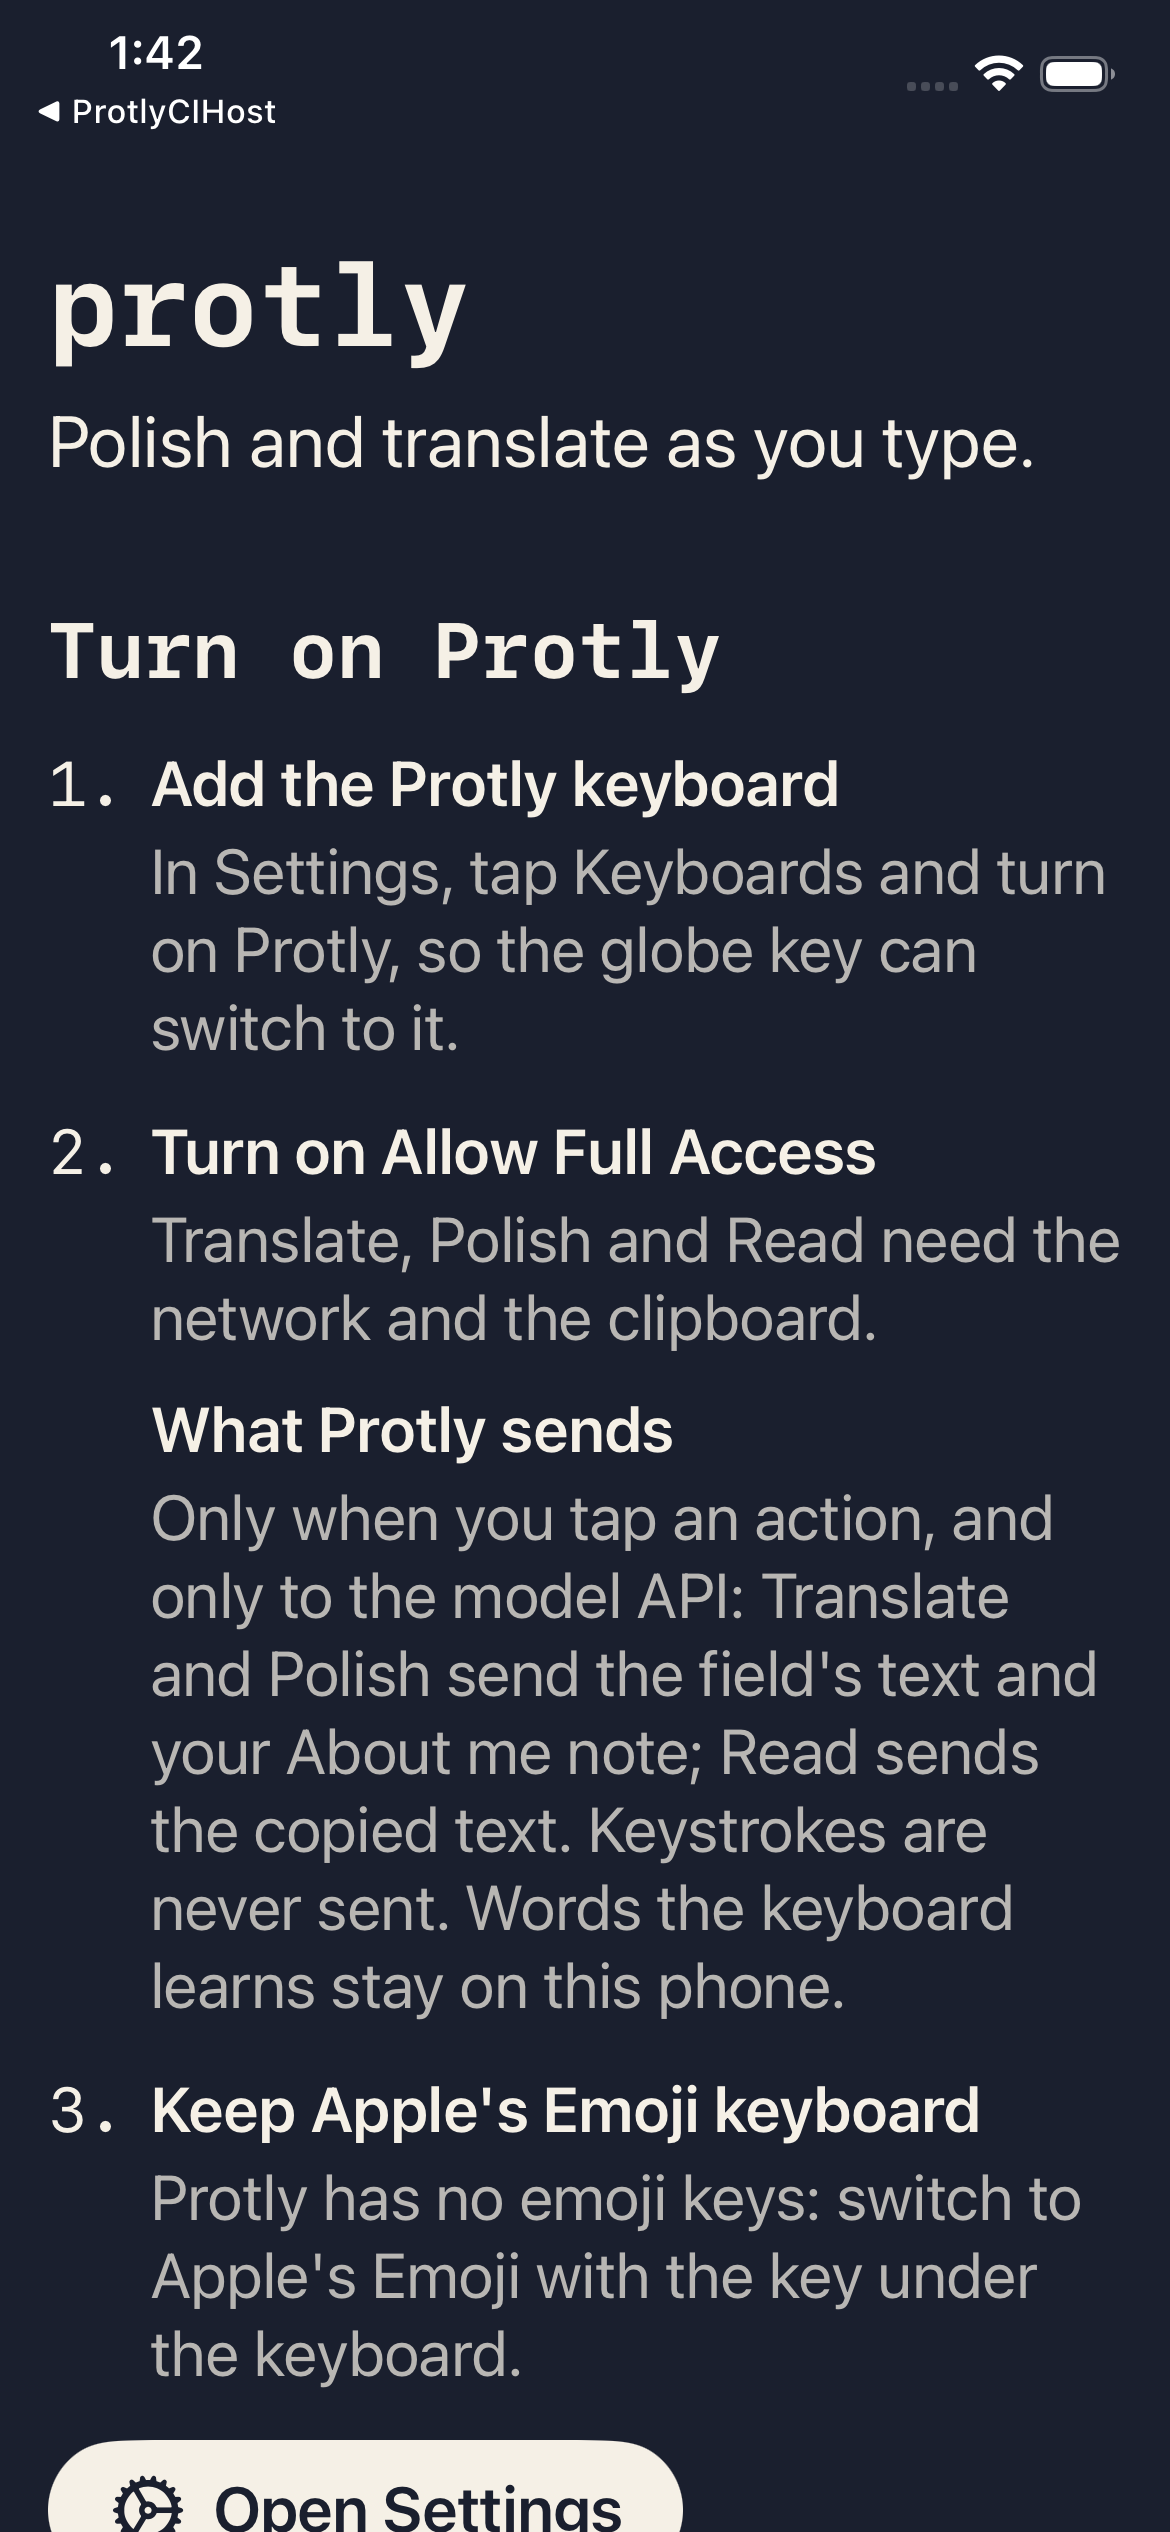 1:42
◀ ProtlyCIHost
protly
Polish and translate as you type.
Turn on Protly
1. Add the Protly keyboard
In Settings, tap Keyboards and turn
on Protly, so the globe key can
switch to it.
2. Turn on Allow Full Access
Translate, Polish and Read need the
network and the clipboard.
What Protly sends
Only when you tap an action, and
only to the model API: Translate
and Polish send the field's text and
your About me note; Read sends
the copied text. Keystrokes are
never sent. Words the keyboard
learns stay on this phone.
3. Keep Apple's Emoji keyboard
Protly has no emoji keys: switch to
Apple's Emoji with the key under
the keyboard.
Open Settings